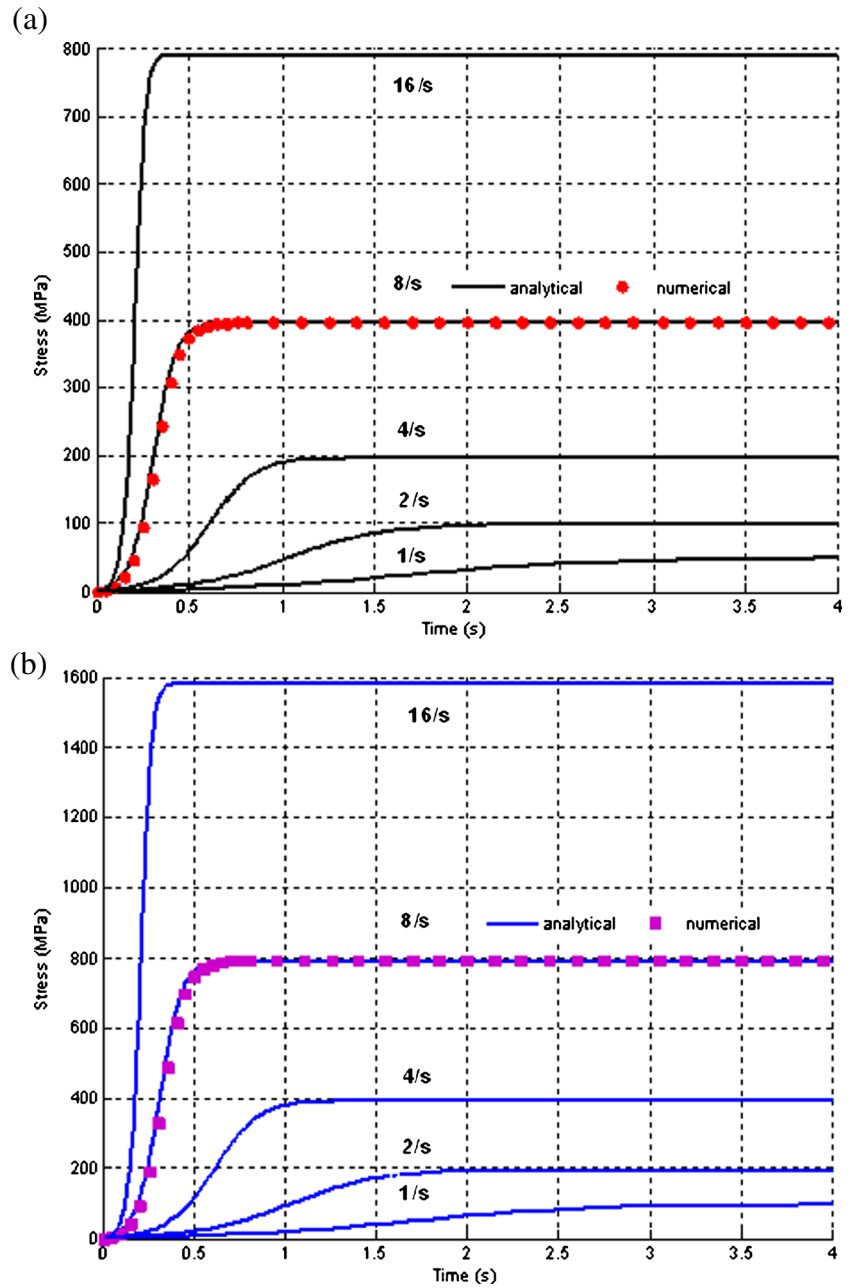 (a)
800
700
600
500
400
300
200
100
0
Stress (MPa)
16/s
8/s analytical numerical
4/s
2/s
1/s
0 0.5 1 1.5 2 2.5 3 3.5 4
Time (s)
(b)
1600
1400
1200
1000
800
600
400
200
0
Stress (MPa)
16/s
8/s analytical numerical
4/s
2/s
1/s
0 0.5 1 1.5 2 2.5 3 3.5 4
Time (s)